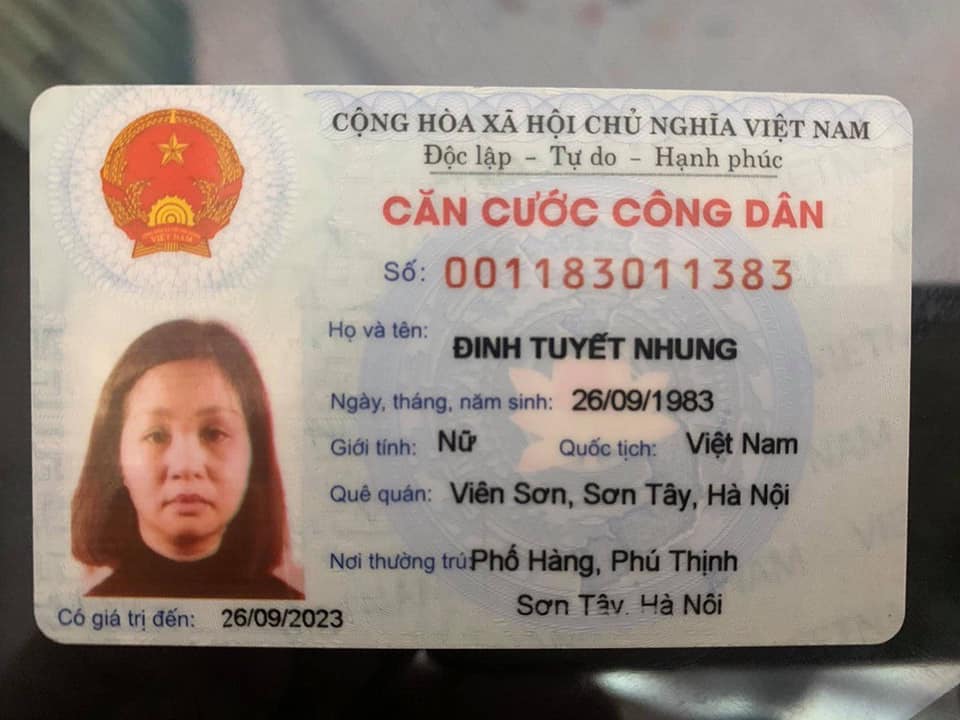 CỘNG HÒA XÃ HỘI CHỦ NGHĨA VIỆT NAM
Độc lập - Tự do - Hạnh phúc
CĂN CƯỚC CÔNG DÂN
Số: 001183011383
Họ và tên: ĐINH TUYẾT NHUNG
Ngày, tháng, năm sinh: 26/09/1983
Giới tính: Nữ Quốc tịch: Việt Nam
Quê quán: Viên Sơn, Sơn Tây, Hà Nội
Nơi thường trú: Phố Hàng, Phú Thịnh
Sơn Tây, Hà Nội
Có giá trị đến: 26/09/2023
VIỆT NAM